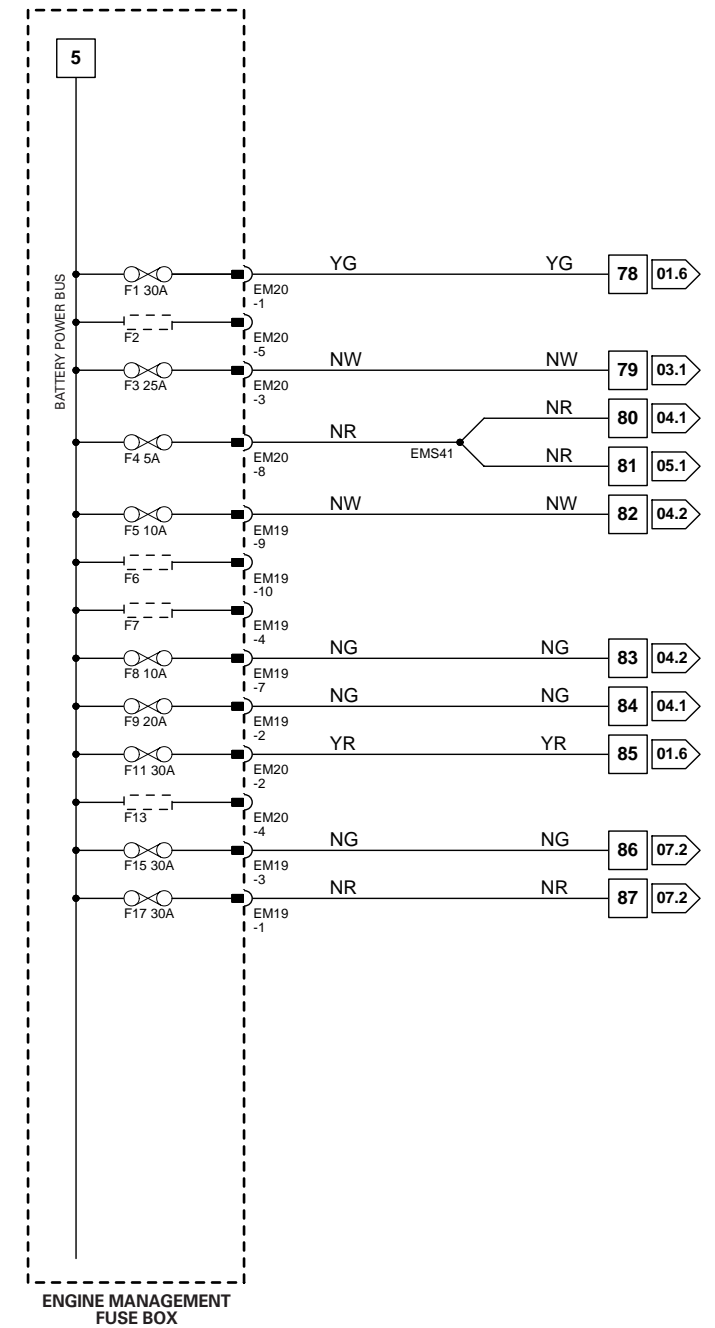 5
BATTERY POWER BUS
F1 30A
EM20
-1
YG
YG
78
01.6
F2
EM20
-5
F3 25A
EM20
-3
NW
NW
79
03.1
F4 5A
EM20
-8
NR
EMS41
NR
80
04.1
NR
81
05.1
F5 10A
EM19
-9
NW
NW
82
04.2
F6
EM19
-10
F7
EM19
-4
F8 10A
EM19
-7
NG
NG
83
04.2
F9 20A
EM19
-2
NG
NG
84
04.1
F11 30A
EM20
-2
YR
YR
85
01.6
F13
EM20
-4
F15 30A
EM19
-3
NG
NG
86
07.2
F17 30A
EM19
-1
NR
NR
87
07.2
ENGINE MANAGEMENT
FUSE BOX